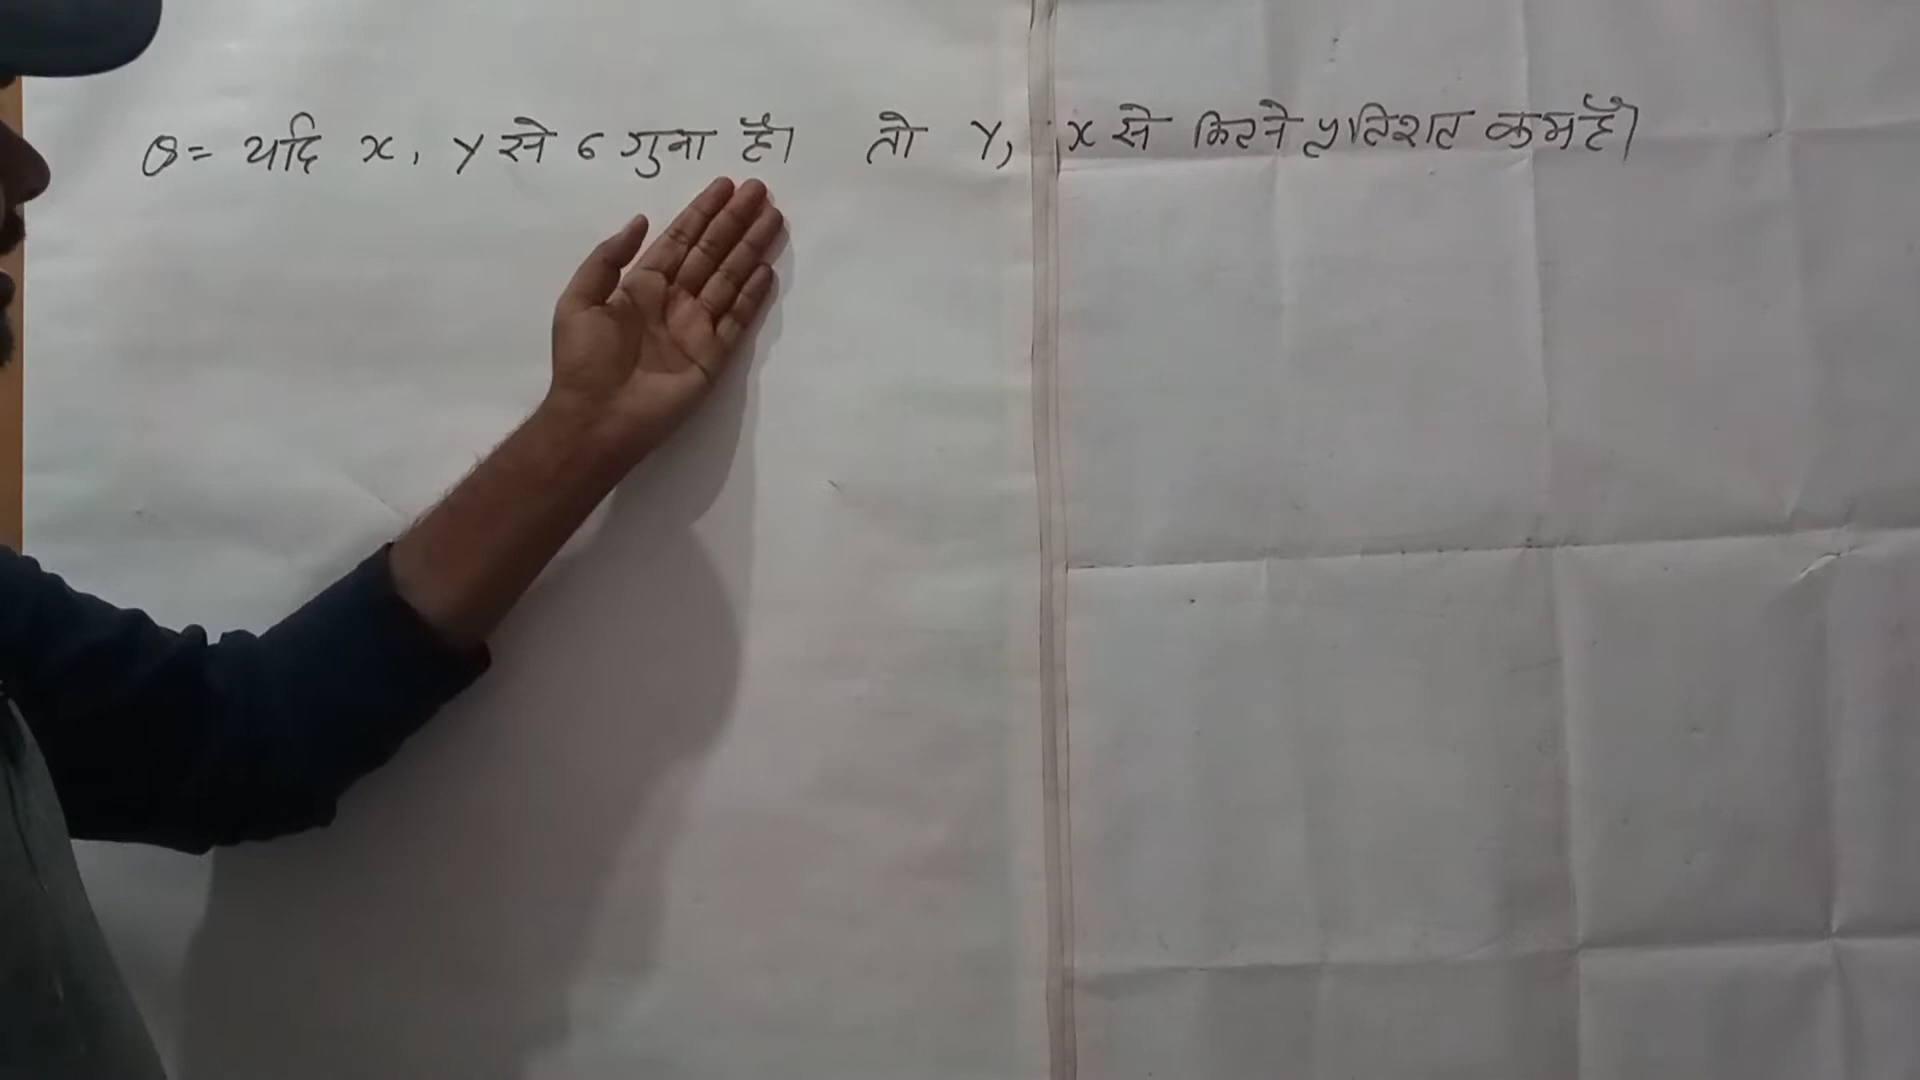 Q= यदि x, y से 6 गुना है। तो y, x से कितने प्रतिशत कम है।